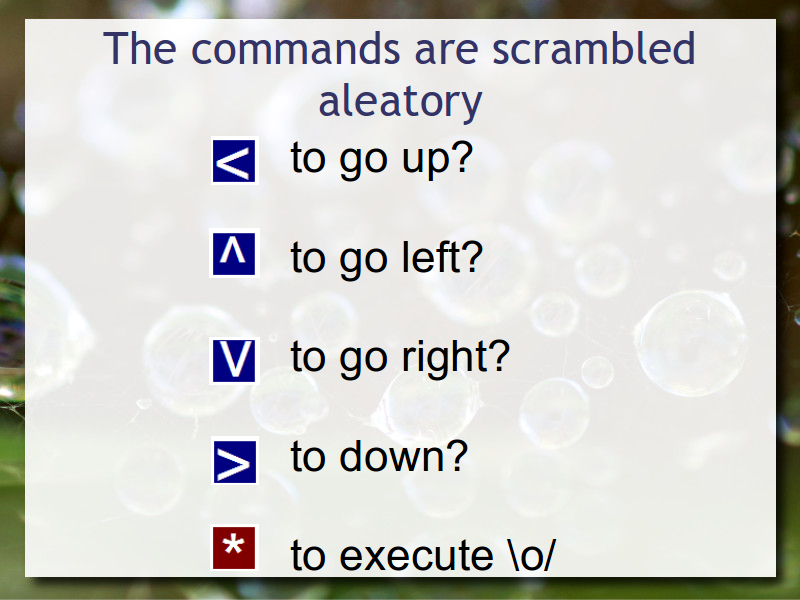 The commands are scrambled
aleatory
< to go up?
^ to go left?
V to go right?
> to down?
* to execute \o/